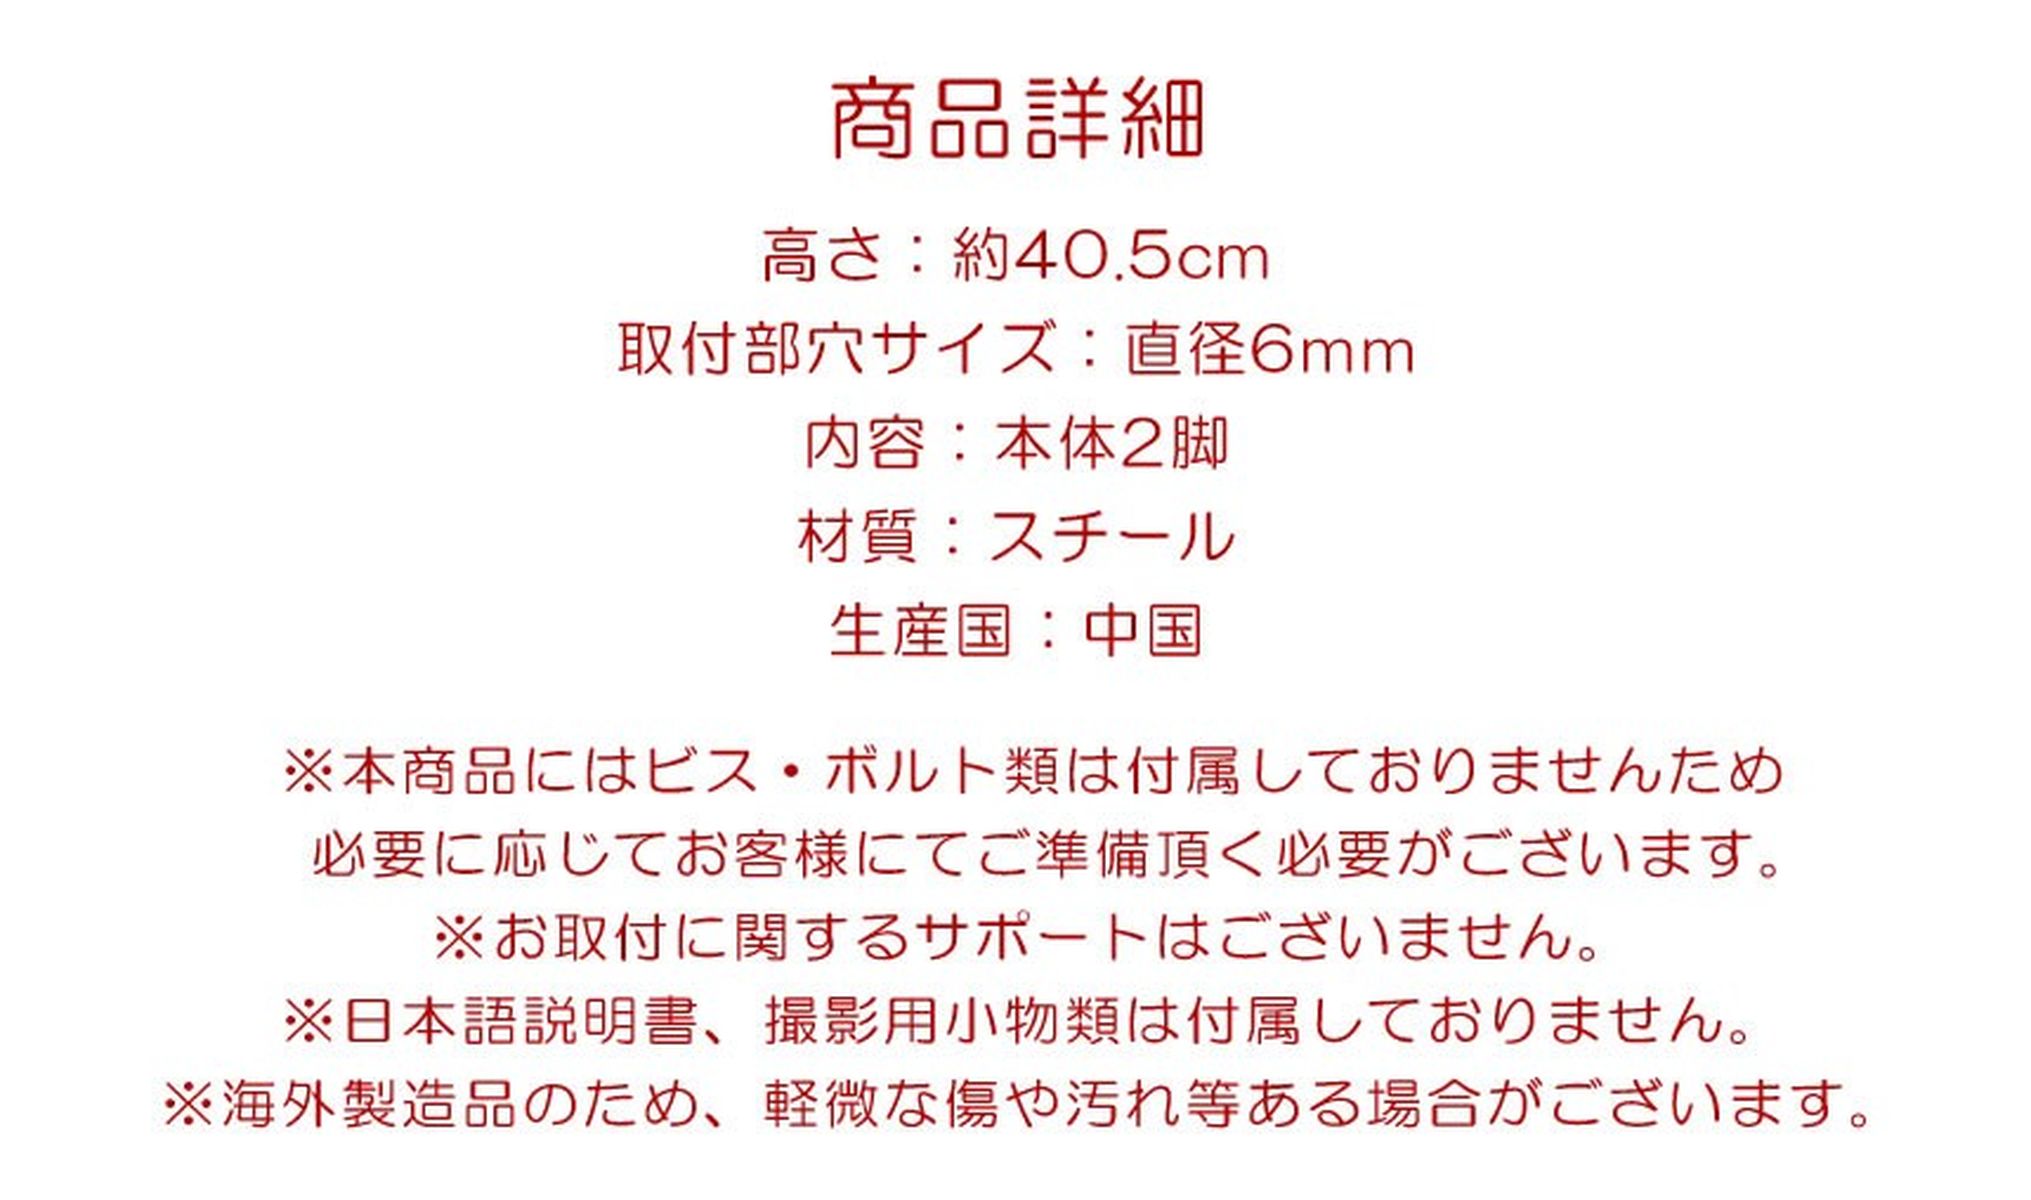 商品詳細
高さ：約40.5cm
取付部穴サイズ：直径6mm
内容：本体2脚
材質：スチール
生産国：中国
※本商品にはビス・ボルト類は付属しておりませんため
必要に応じてお客様にてご準備頂く必要がございます。
※お取付に関するサポートはございません。
※日本語説明書、撮影用小物類は付属しておりません。
※海外製造品のため、軽微な傷や汚れ等ある場合がございます。